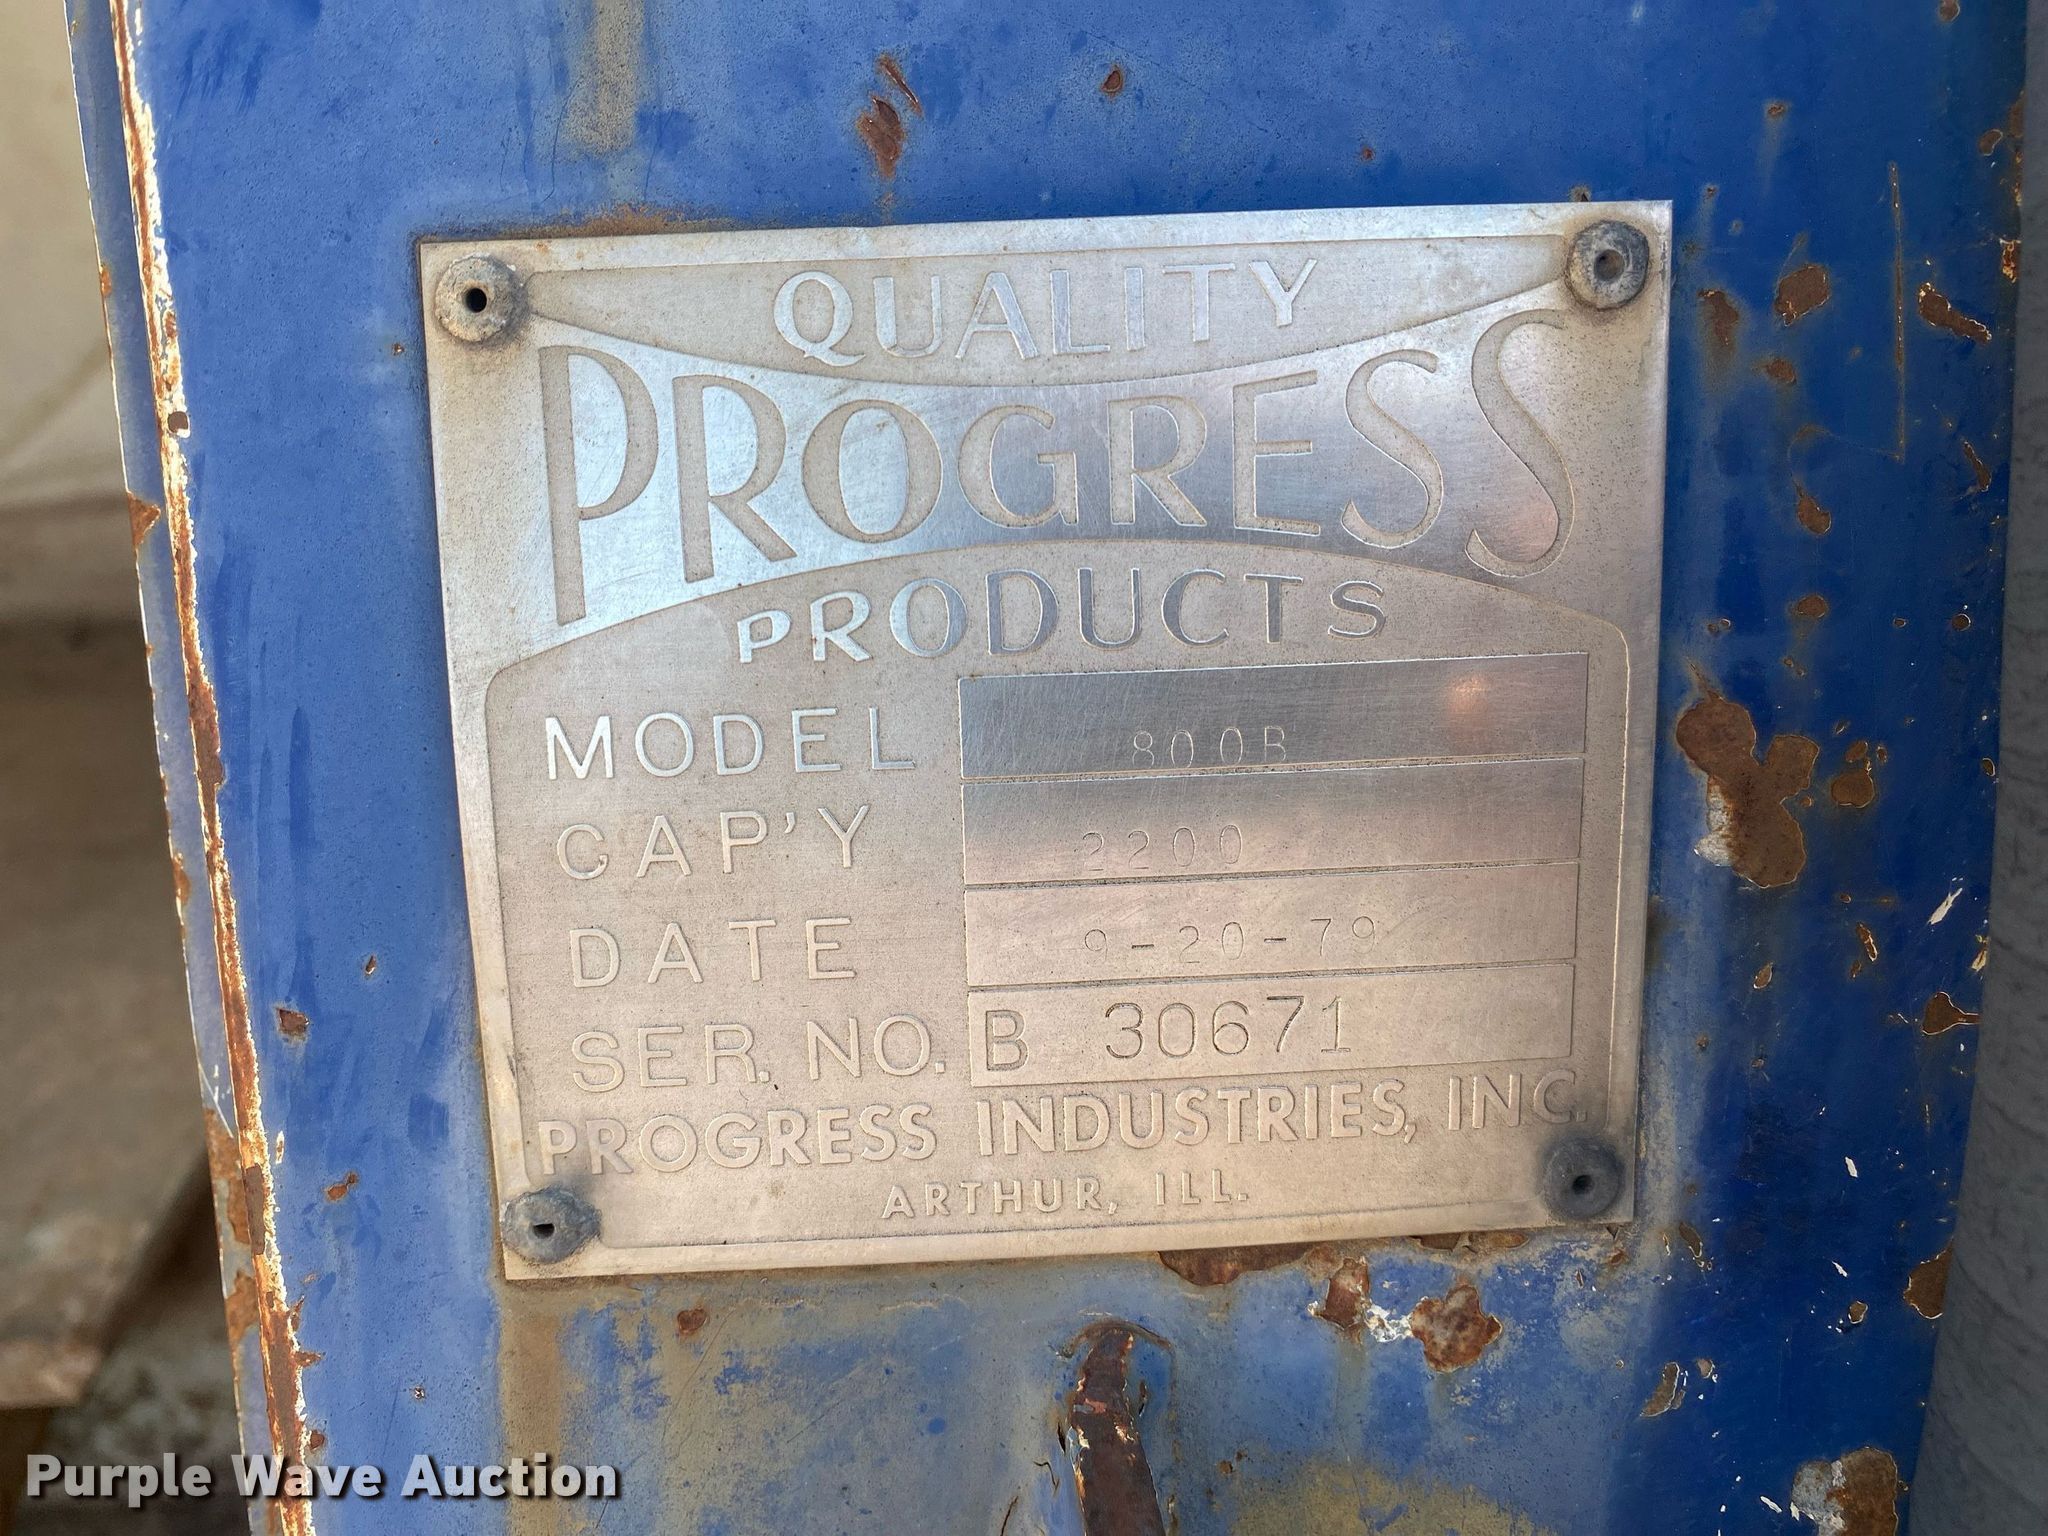 QUALITY
PROGRESS
PRODUCTS
MODEL 800B
CAP'Y 2200
DATE 9-20-79
SER. NO. B 30671
PROGRESS INDUSTRIES, INC.
ARTHUR, ILL.
Purple Wave Auction